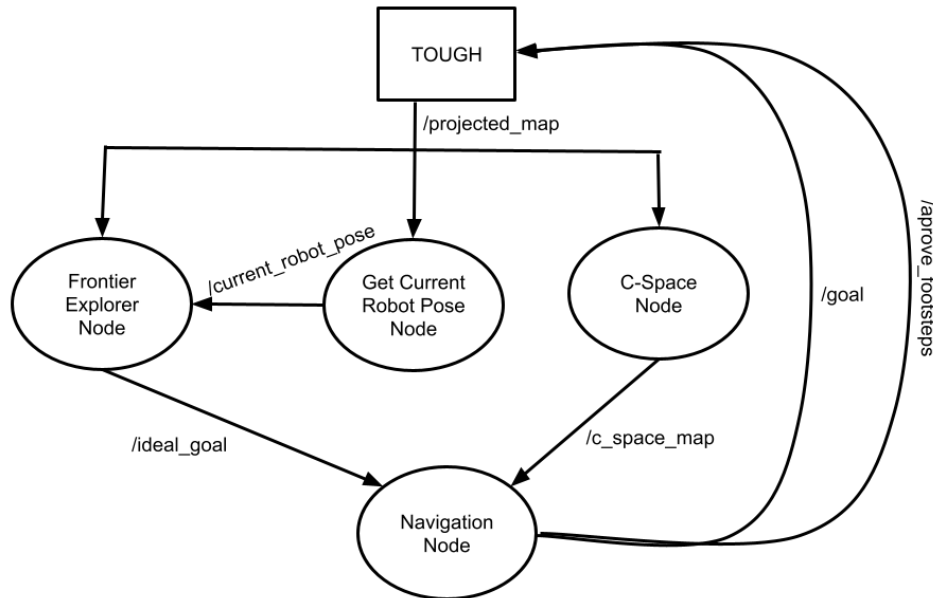 TOUGH
/projected_map
/current_robot_pose
Frontier
Explorer
Node
Get Current
Robot Pose
Node
C-Space
Node
/goal
/aprove_footsteps
/ideal_goal
/c_space_map
Navigation
Node